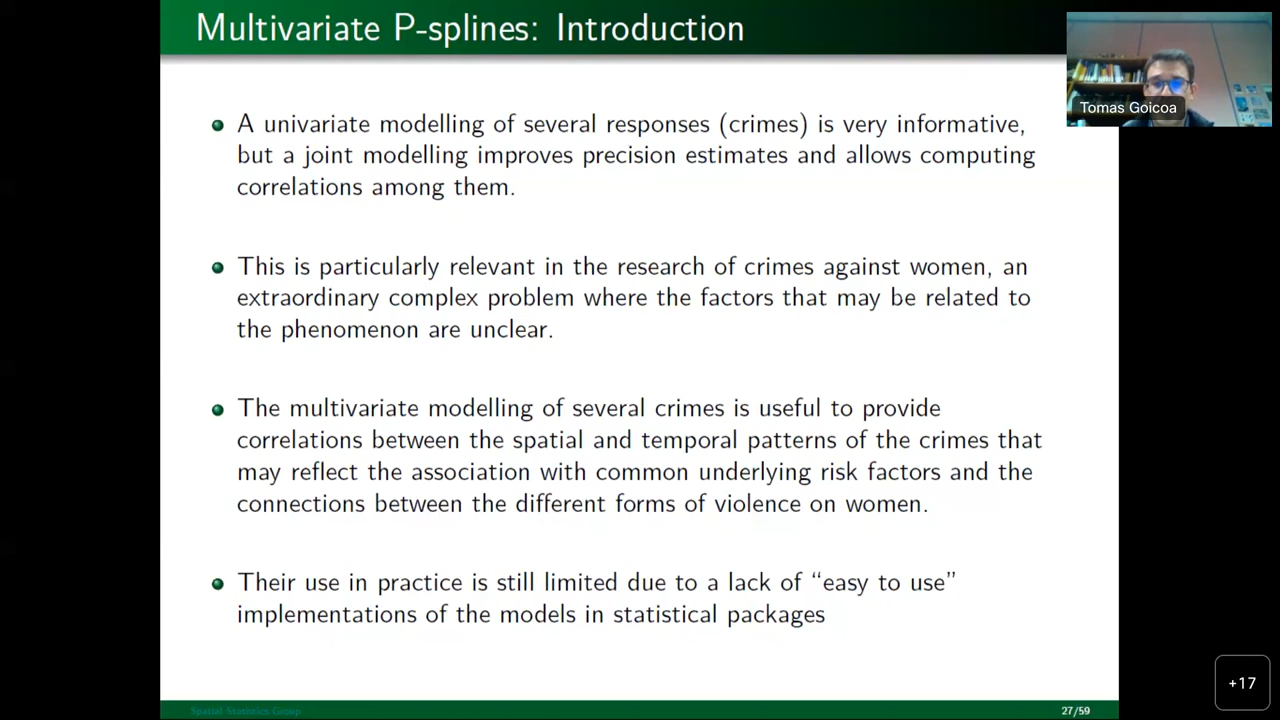 Multivariate P-splines: Introduction
Tomas Goicoa
A univariate modelling of several responses (crimes) is very informative,
but a joint modelling improves precision estimates and allows computing
correlations among them.
This is particularly relevant in the research of crimes against women, an
extraordinary complex problem where the factors that may be related to
the phenomenon are unclear.
The multivariate modelling of several crimes is useful to provide
correlations between the spatial and temporal patterns of the crimes that
may reflect the association with common underlying risk factors and the
connections between the different forms of violence on women.
Their use in practice is still limited due to a lack of “easy to use”
implementations of the models in statistical packages
+17
Spatial Statistics Group
27/59